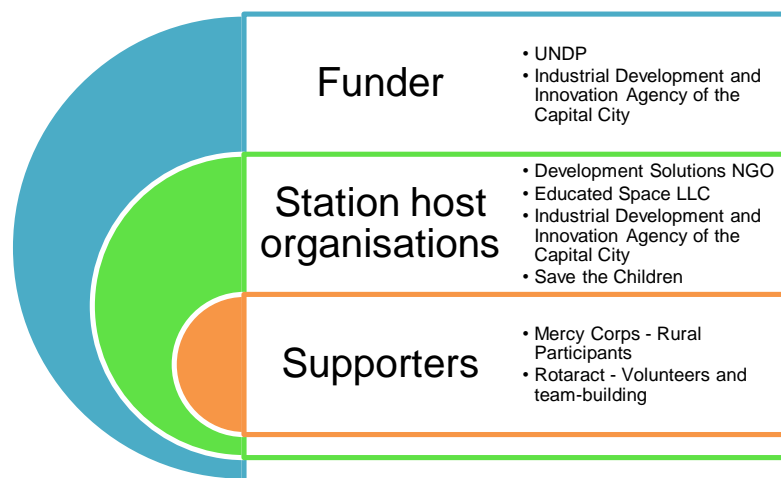 Funder
• UNDP
• Industrial Development and
Innovation Agency of the
Capital City
Station host
organisations
• Development Solutions NGO
• Educated Space LLC
• Industrial Development and
Innovation Agency of the
Capital City
• Save the Children
Supporters
• Mercy Corps - Rural
Participants
• Rotaract - Volunteers and
team-building